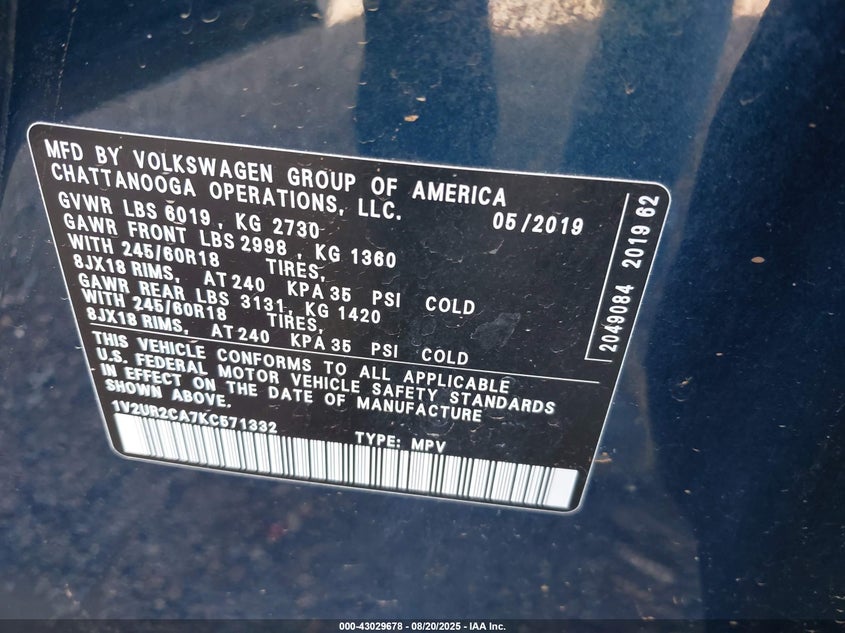 MFD BY VOLKSWAGEN GROUP OF AMERICA
CHATTANOOGA OPERATIONS, LLC.
05/2019
GVWR LBS 6019, KG 2730
GAWR FRONT LBS 2998, KG 1360
WITH 245/60R18 TIRES,
8JX18 RIMS, AT 240 KPA 35 PSI COLD
GAWR REAR LBS 3131, KG 1420
WITH 245/60R18 TIRES,
8JX18 RIMS, AT 240 KPA 35 PSI COLD
THIS VEHICLE CONFORMS TO ALL APPLICABLE
U.S. FEDERAL MOTOR VEHICLE SAFETY STANDARDS
IN EFFECT ON THE DATE OF MANUFACTURE
SHOWN ABOVE.
1V2UR2CA7KC571332
TYPE: MPV
2049084 2019 62
000-43029678 - 08/20/2025 - IAA Inc.